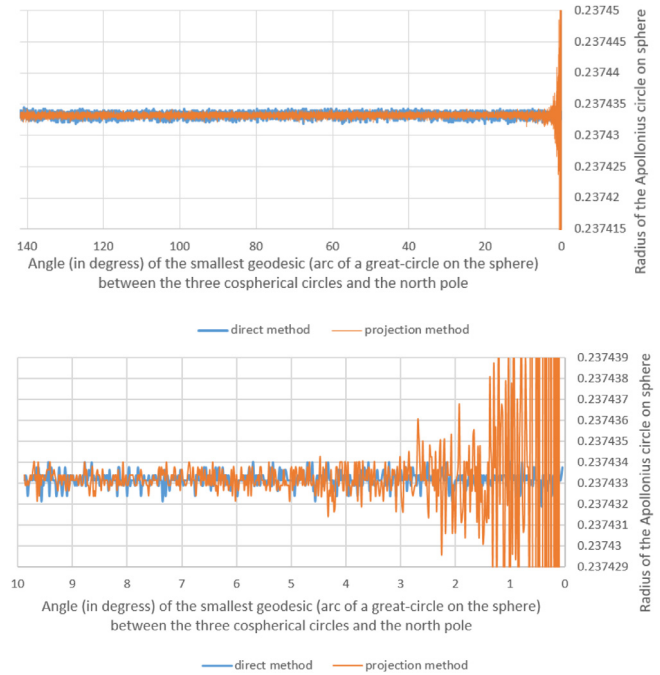 0.23745
0.237445
0.23744
0.237435
0.23743
0.237425
0.23742
0.237415
Radius of the Apollonius circle on sphere
140 120 100 80 60 40 20 0
Angle (in degress) of the smallest geodesic (arc of a great-circle on the sphere)
between the three cospherical circles and the north pole
direct method projection method
0.237439
0.237438
0.237437
0.237436
0.237435
0.237434
0.237433
0.237432
0.237431
0.23743
0.237429
Radius of the Apollonius circle on sphere
10 9 8 7 6 5 4 3 2 1 0
Angle (in degress) of the smallest geodesic (arc of a great-circle on the sphere)
between the three cospherical circles and the north pole
direct method projection method